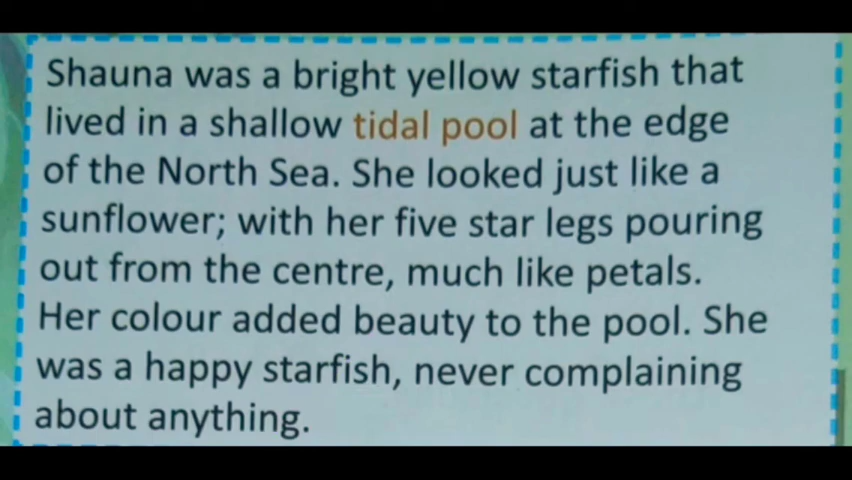 Shauna was a bright yellow starfish that
lived in a shallow tidal pool at the edge
of the North Sea. She looked just like a
sunflower; with her five star legs pouring
out from the centre, much like petals.
Her colour added beauty to the pool. She
was a happy starfish, never complaining
about anything.